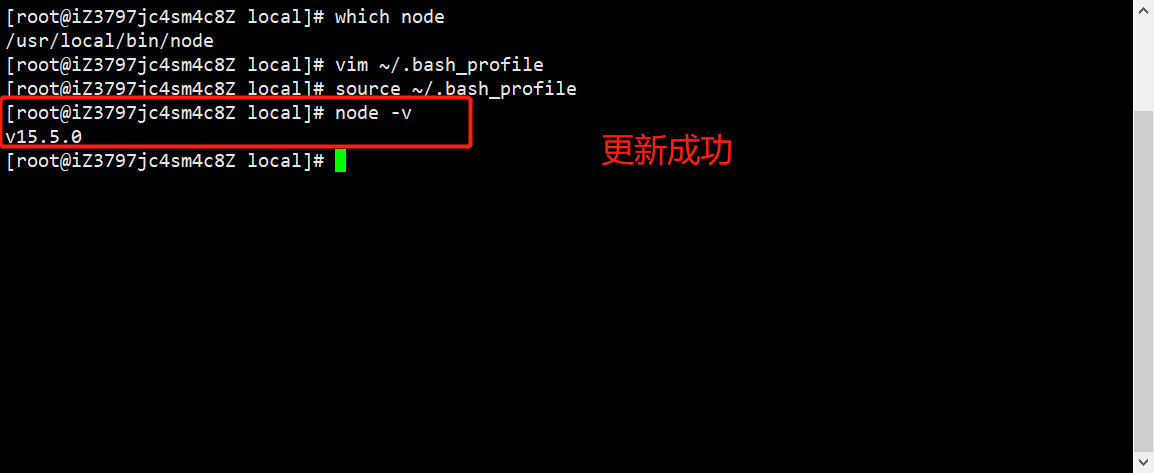 [root@iZ3797jc4sm4c8Z local]# which node
/usr/local/bin/node
[root@iZ3797jc4sm4c8Z local]# vim ~/.bash_profile
[root@iZ3797jc4sm4c8Z local]# source ~/.bash_profile
[root@iZ3797jc4sm4c8Z local]# node -v
v15.5.0
更新成功
[root@iZ3797jc4sm4c8Z local]#